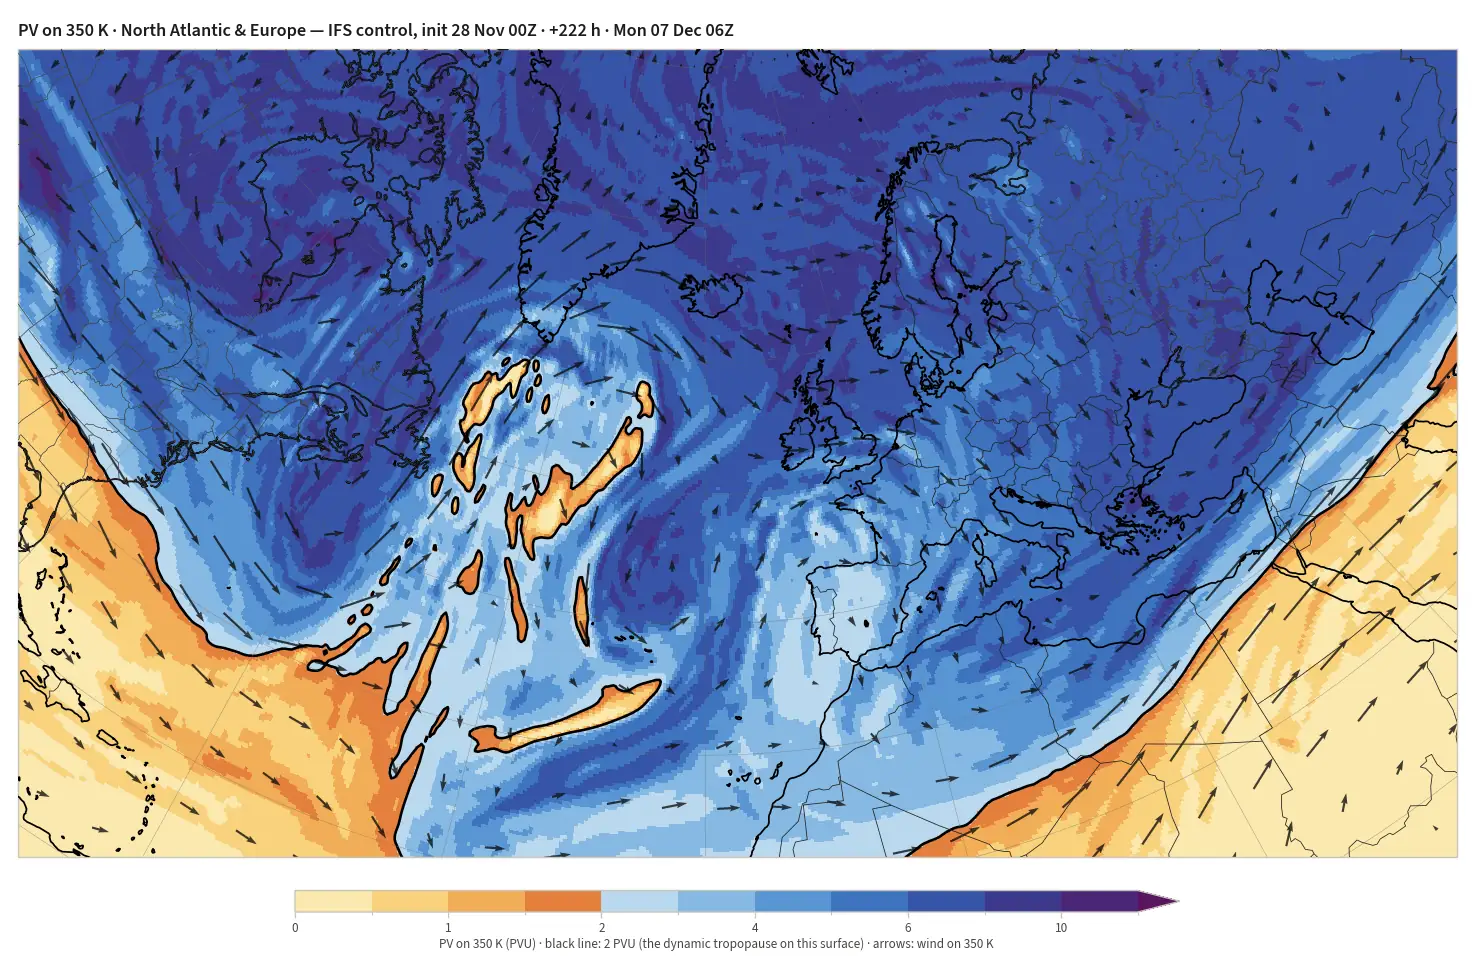 PV on 350 K · North Atlantic & Europe — IFS control, init 28 Nov 00Z · +222 h · Mon 07 Dec 06Z
0 1 2 4 6 10
PV on 350 K (PVU) · black line: 2 PVU (the dynamic tropopause on this surface) · arrows: wind on 350 K